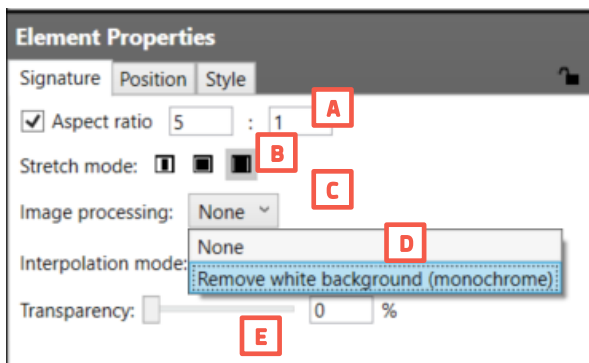 Element Properties
Signature Position Style
Aspect ratio 5 : 1 A
B
Stretch mode:
C
Image processing: None
None D
Interpolation mode:
Remove white background (monochrome)
Transparency: 0 %
E